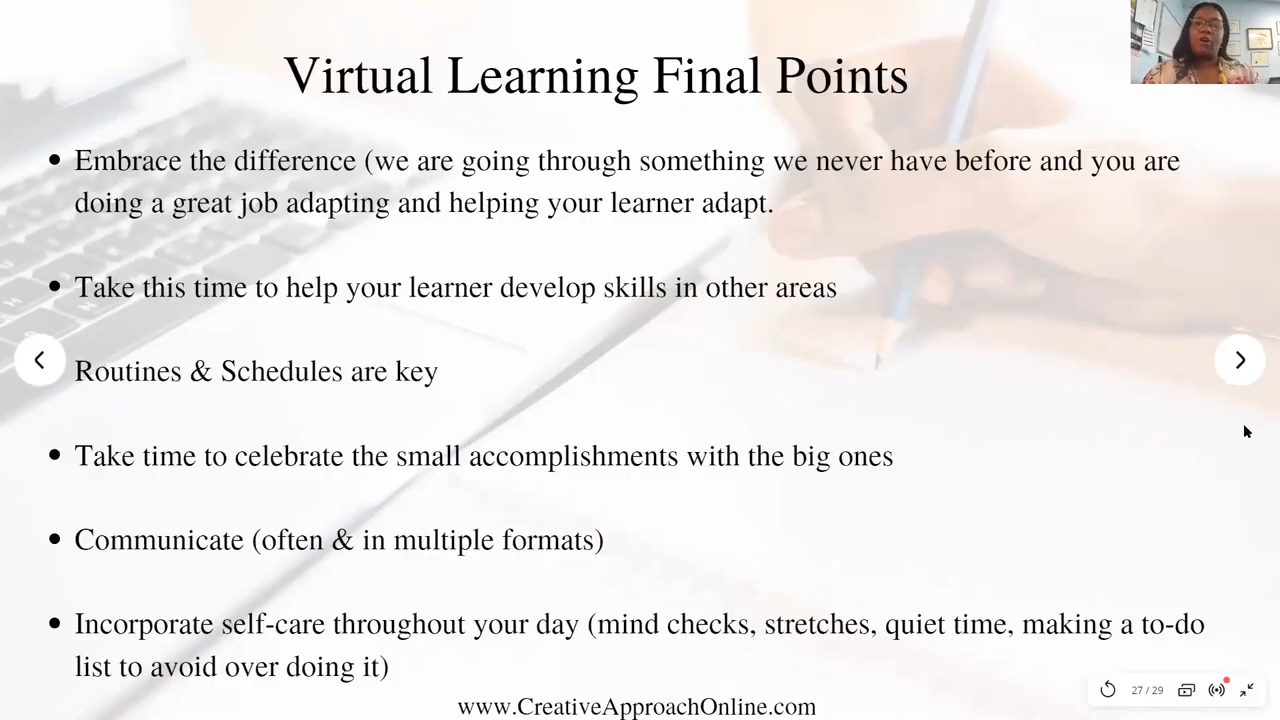 Virtual Learning Final Points
• Embrace the difference (we are going through something we never have before and you are
doing a great job adapting and helping your learner adapt.
• Take this time to help your learner develop skills in other areas
Routines & Schedules are key
• Take time to celebrate the small accomplishments with the big ones
• Communicate (often & in multiple formats)
• Incorporate self-care throughout your day (mind checks, stretches, quiet time, making a to-do
list to avoid over doing it)
27 / 29
www.CreativeApproachOnline.com